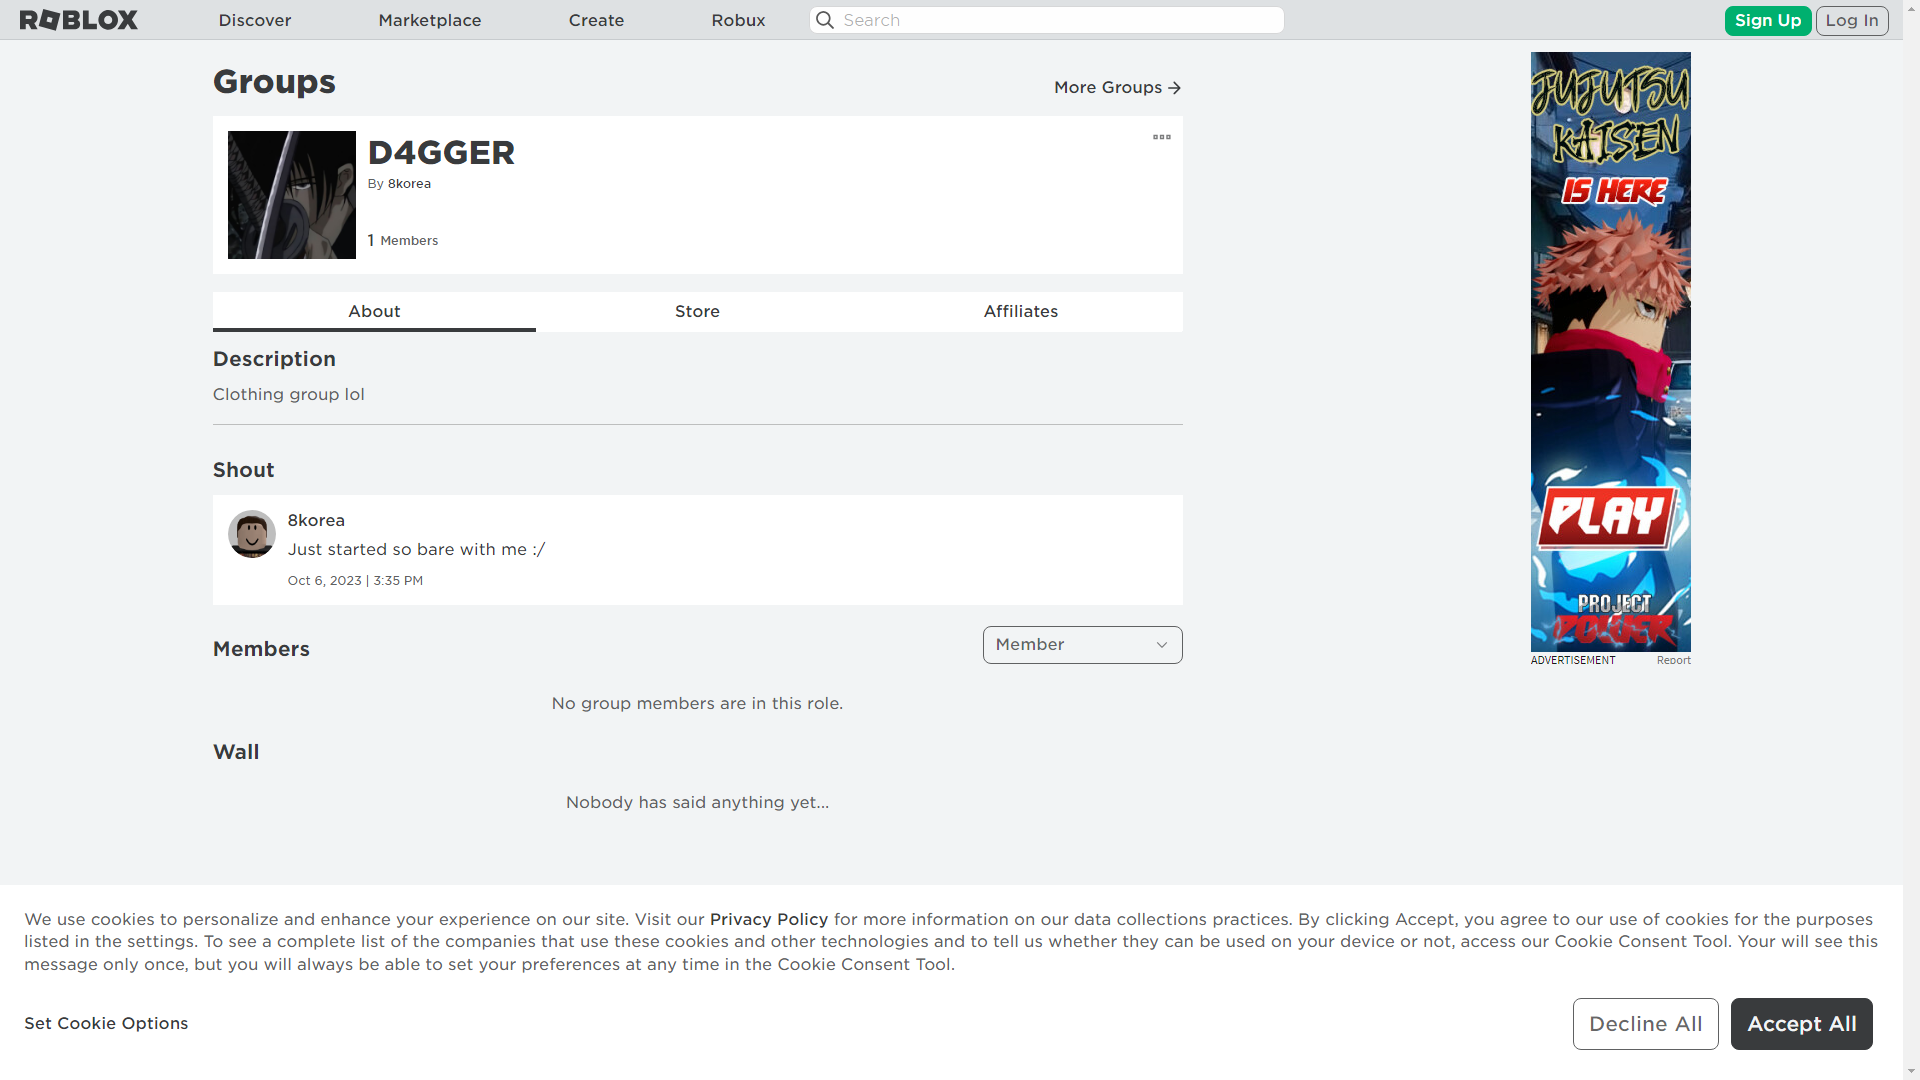 ROBLOX
Discover
Marketplace
Create
Robux
Search
Sign Up
Log In
Groups
More Groups
D4GGER
By 8korea
1 Members
About
Store
Affiliates
Description
Clothing group lol
Shout
8korea
Just started so bare with me :/
Oct 6, 2023 | 3:35 PM
Members
Member
No group members are in this role.
Wall
Nobody has said anything yet...
JUJUTSU
KAISEN
IS HERE
PLAY
PROJECT
POWER
ADVERTISEMENT
Report
We use cookies to personalize and enhance your experience on our site. Visit our Privacy Policy for more information on our data collections practices. By clicking Accept, you agree to our use of cookies for the purposes
listed in the settings. To see a complete list of the companies that use these cookies and other technologies and to tell us whether they can be used on your device or not, access our Cookie Consent Tool. Your will see this
message only once, but you will always be able to set your preferences at any time in the Cookie Consent Tool.
Set Cookie Options
Decline All
Accept All